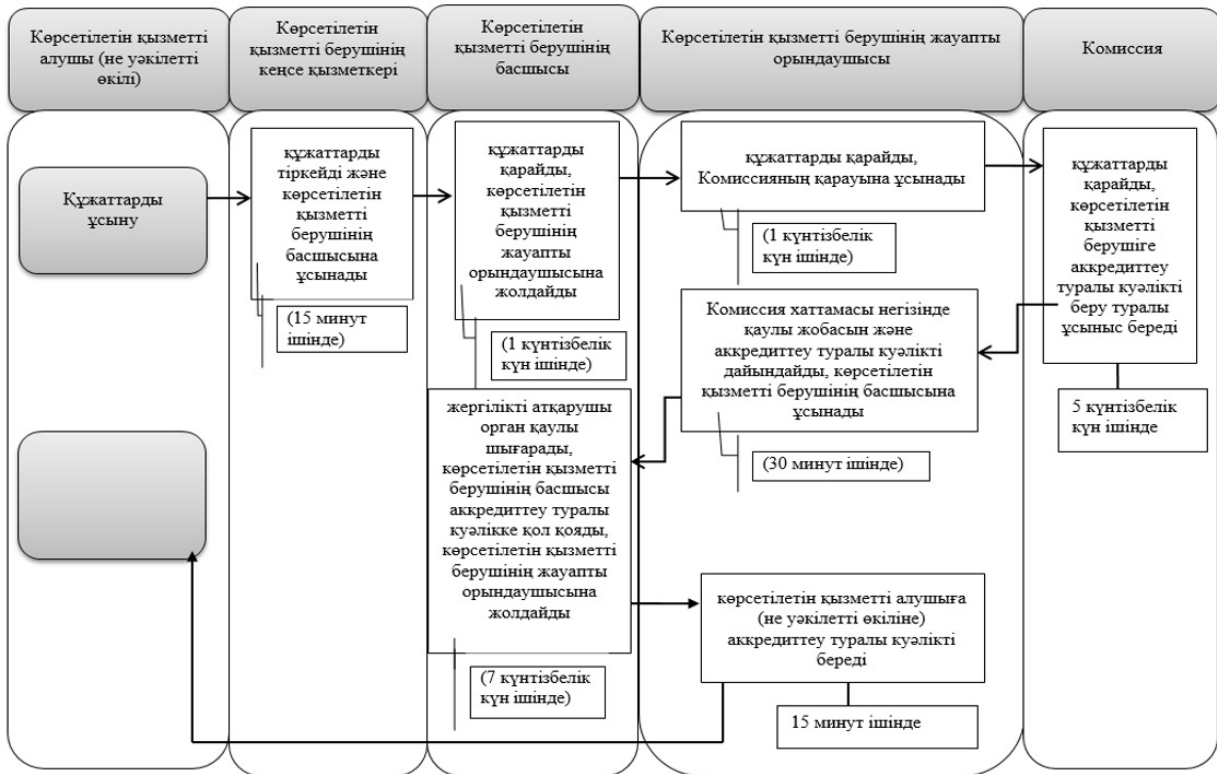 Көрсетілетін қызметті
алушы (не уәкілетті
өкілі)
Көрсетілетін
қызметті берушінің
кеңсе қызметкері
Көрсетілетін
қызметті берушінің
басшысы
Көрсетілетін қызметті берушінің жауапты
орындаушысы
Комиссия
Құжаттарды
ұсыну
құжаттарды
тіркейді және
көрсетілетін
қызметті
берушінің
басшысына
ұсынады
(15 минут
ішінде)
құжаттарды
қарайды,
көрсетілетін
қызметті
берушінің
жауапты
орындаушысына
жолдайды
(1 күнтізбелік
күн ішінде)
құжаттарды қарайды,
Комиссияның қарауына ұсынады
(1 күнтізбелік
күн ішінде)
құжаттарды
қарайды,
көрсетілетін
қызметті
берушіге
аккредиттеу
туралы куәлікті
беру туралы
ұсыныс береді
5 күнтізбелік
күн ішінде
Комиссия хаттамасы негізінде
қаулы жобасын және
аккредиттеу туралы куәлікті
дайындайды, көрсетілетін
қызметті берушінің басшысына
ұсынады
(30 минут ішінде)
жергілікті атқарушы
орган қаулы
шығарады,
көрсетілетін қызметті
берушінің басшысы
аккредиттеу туралы
куәлікке қол қояды,
көрсетілетін қызметті
берушінің жауапты
орындаушысына
жолдайды
(7 күнтізбелік
күн ішінде)
көрсетілетін қызметті алушыға
(не уәкілетті өкіліне)
аккредиттеу туралы куәлікті
береді
15 минут ішінде